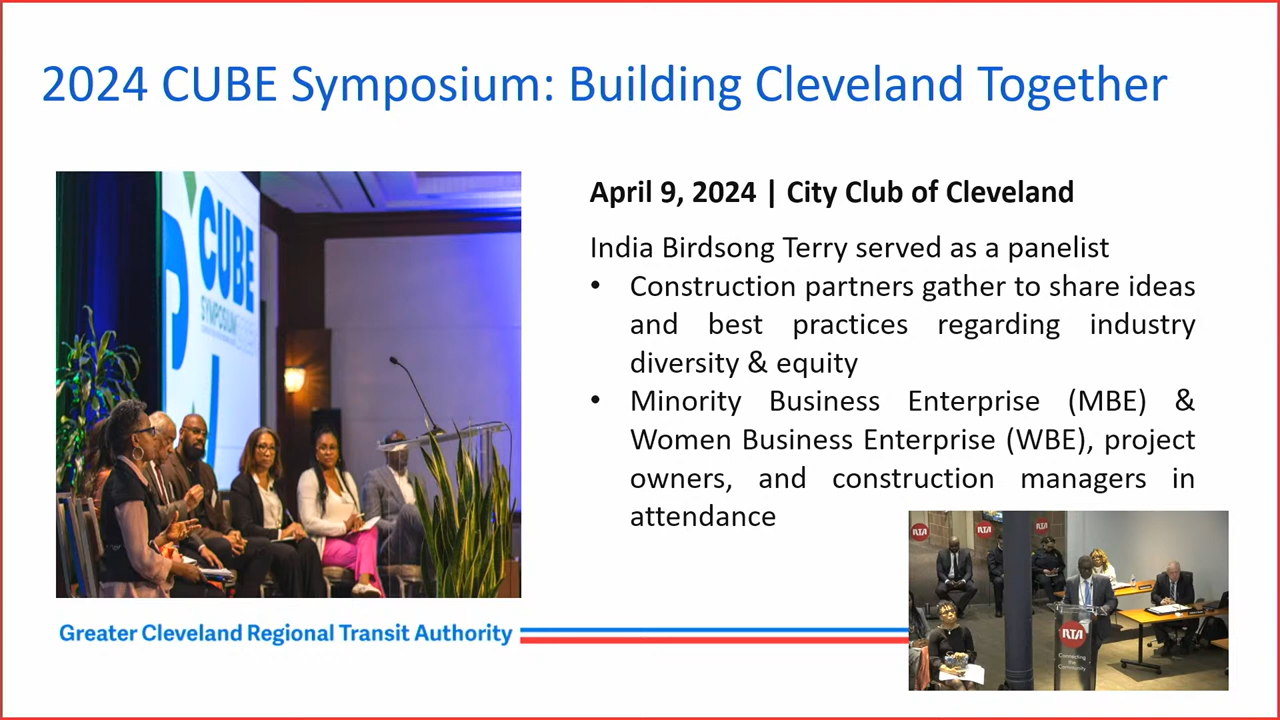 2024 CUBE Symposium: Building Cleveland Together
CUBE
SYMPOSIUM
April 9, 2024 | City Club of Cleveland
India Birdsong Terry served as a panelist
• Construction partners gather to share ideas
and best practices regarding industry
diversity & equity
• Minority Business Enterprise (MBE) &
Women Business Enterprise (WBE), project
owners, and construction managers in
attendance
Greater Cleveland Regional Transit Authority
RTA
RTA
RTA
RTA
Connecting
the
Community